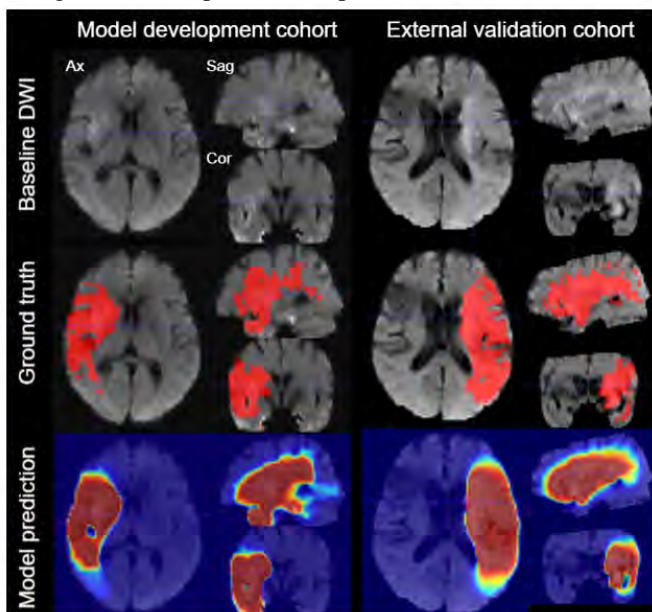 Model development cohort
External validation cohort
Baseline DWI
Ax
Sag
Cor
Ground truth
Model prediction